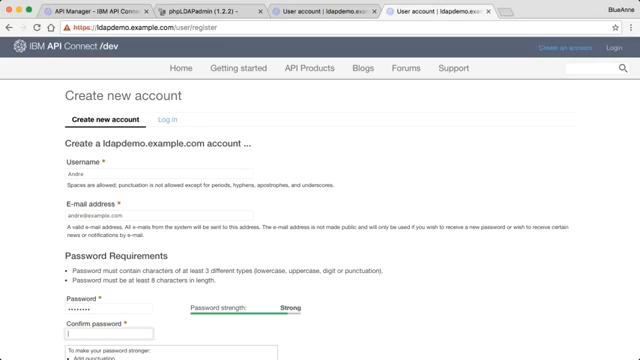 API Manager - IBM API Conne
phpLDAPadmin (1.2.2) -
User account | ldapdemo.exam
User account | ldapdemo.exam
BlueAnne
https://ldapdemo.example.com/user/register
IBM API Connect /dev
Create an account
Login
Home
Getting started
API Products
Blogs
Forums
Support
Create new account
Create new account
Log in
Create a ldapdemo.example.com account ...
Username *
Andre
Spaces are allowed; punctuation is not allowed except for periods, hyphens, apostrophes, and underscores.
E-mail address *
andre@example.com
A valid e-mail address. All e-mails from the system will be sent to this address. The e-mail address is not made public and will only be used if you wish to receive a new password or wish to receive certain
news or notifications by e-mail.
Password Requirements
• Password must contain characters of at least 3 different types (lowercase, uppercase, digit or punctuation).
• Password must be at least 8 characters in length.
Password *
••••••••
Password strength: Strong
Confirm password *
To make your password stronger:
• Add punctuation